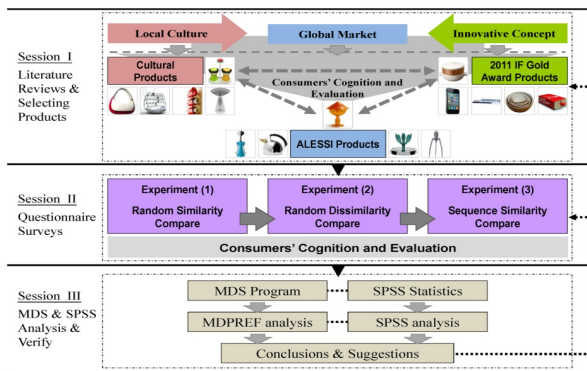 Local Culture
Global Market
Innovative Concept
Session I
Literature
Reviews &
Selecting
Products
Cultural
Products
2011 IF Gold
Award Products
Consumers' Cognition and
Evaluation
ALESSI Products
Session II
Questionnaire
Surveys
Experiment (1)
Random Similarity
Compare
Experiment (2)
Random Dissimilarity
Compare
Experiment (3)
Sequence Similarity
Compare
Consumers' Cognition and Evaluation
Session III
MDS & SPSS
Analysis &
Verify
MDS Program
SPSS Statistics
MDPREF analysis
SPSS analysis
Conclusions & Suggestions